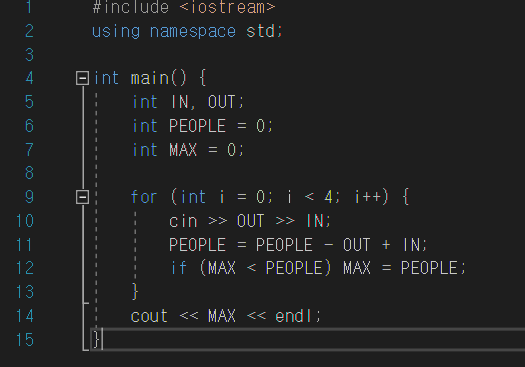 1 #include <iostream>
2 using namespace std;
3
4 int main() {
5 int IN, OUT;
6 int PEOPLE = 0;
7 int MAX = 0;
8
9 for (int i = 0; i < 4; i++) {
10 cin >> OUT >> IN;
11 PEOPLE = PEOPLE - OUT + IN;
12 if (MAX < PEOPLE) MAX = PEOPLE;
13 }
14 cout << MAX << endl;
15 }